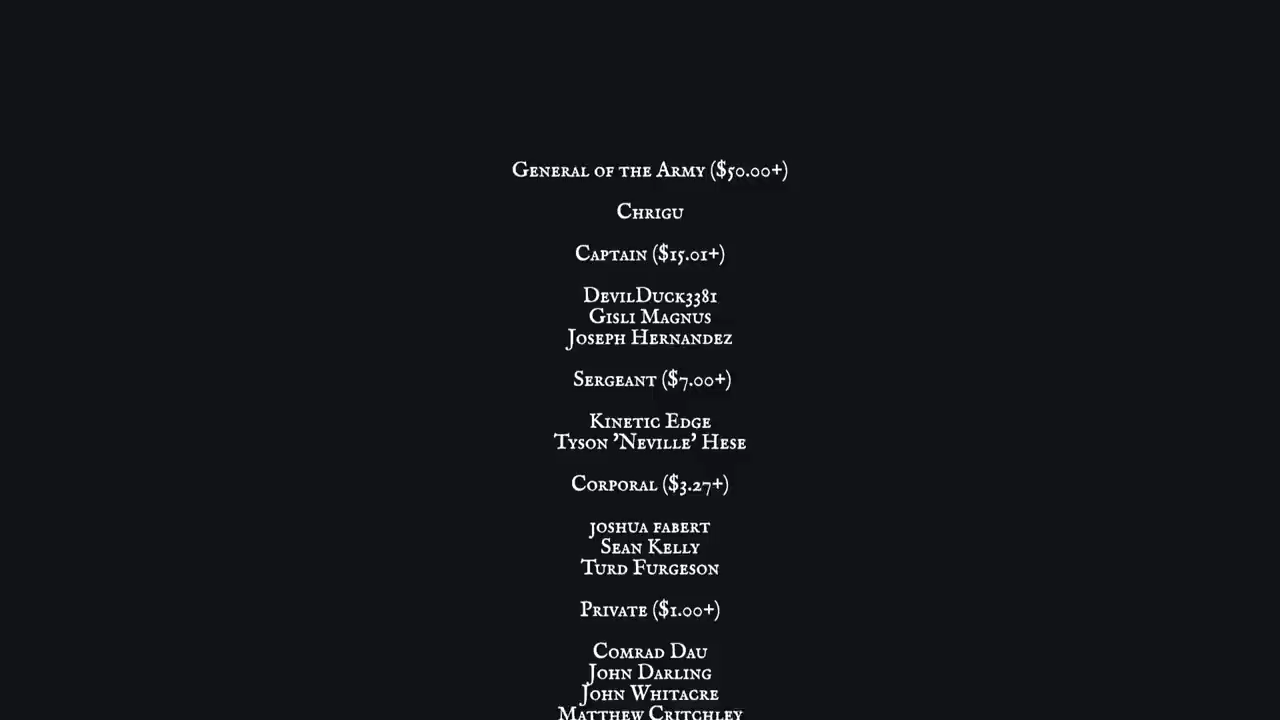 General of the Army ($50.00+)
Chrigu
Captain ($15.01+)
DevilDuck3381
Gisli Magnus
Joseph Hernandez
Sergeant ($7.00+)
Kinetic Edge
Tyson 'Neville' Hese
Corporal ($3.27+)
joshua fabert
Sean Kelly
Turd Furgeson
Private ($1.00+)
Comrad Dau
John Darling
John Whitacre
Matthew Critchley